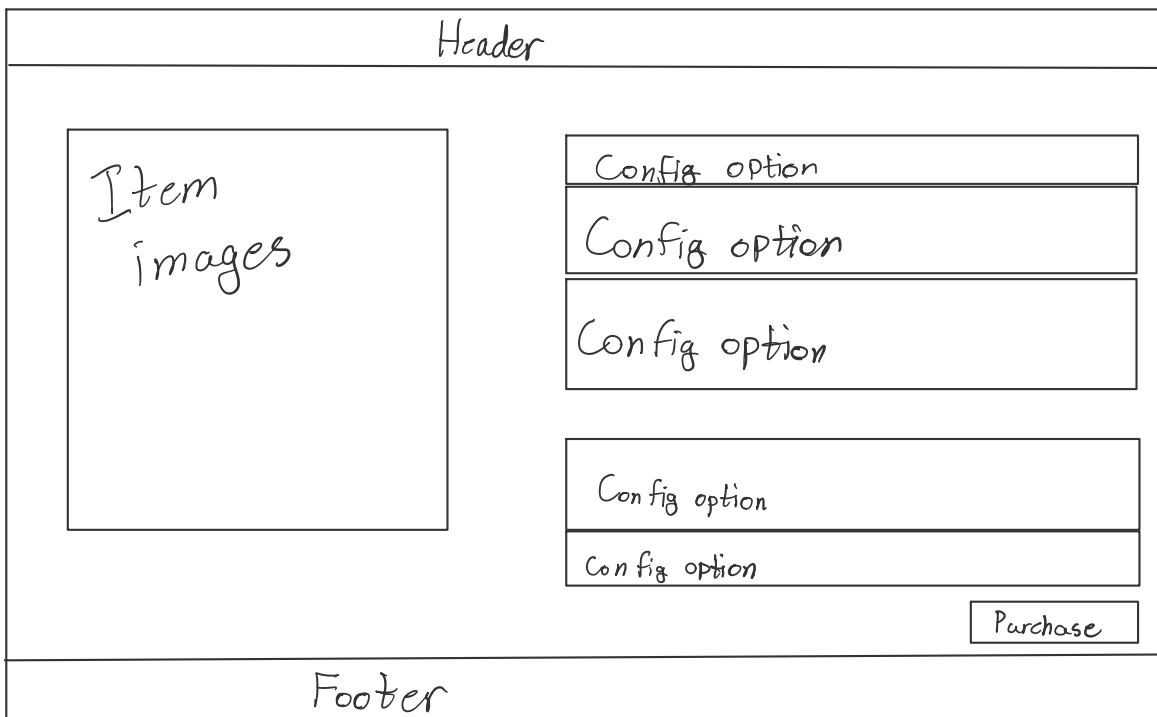 Header
Item
images
Config option
Config option
Config option
Config option
Config option
Purchase
Footer